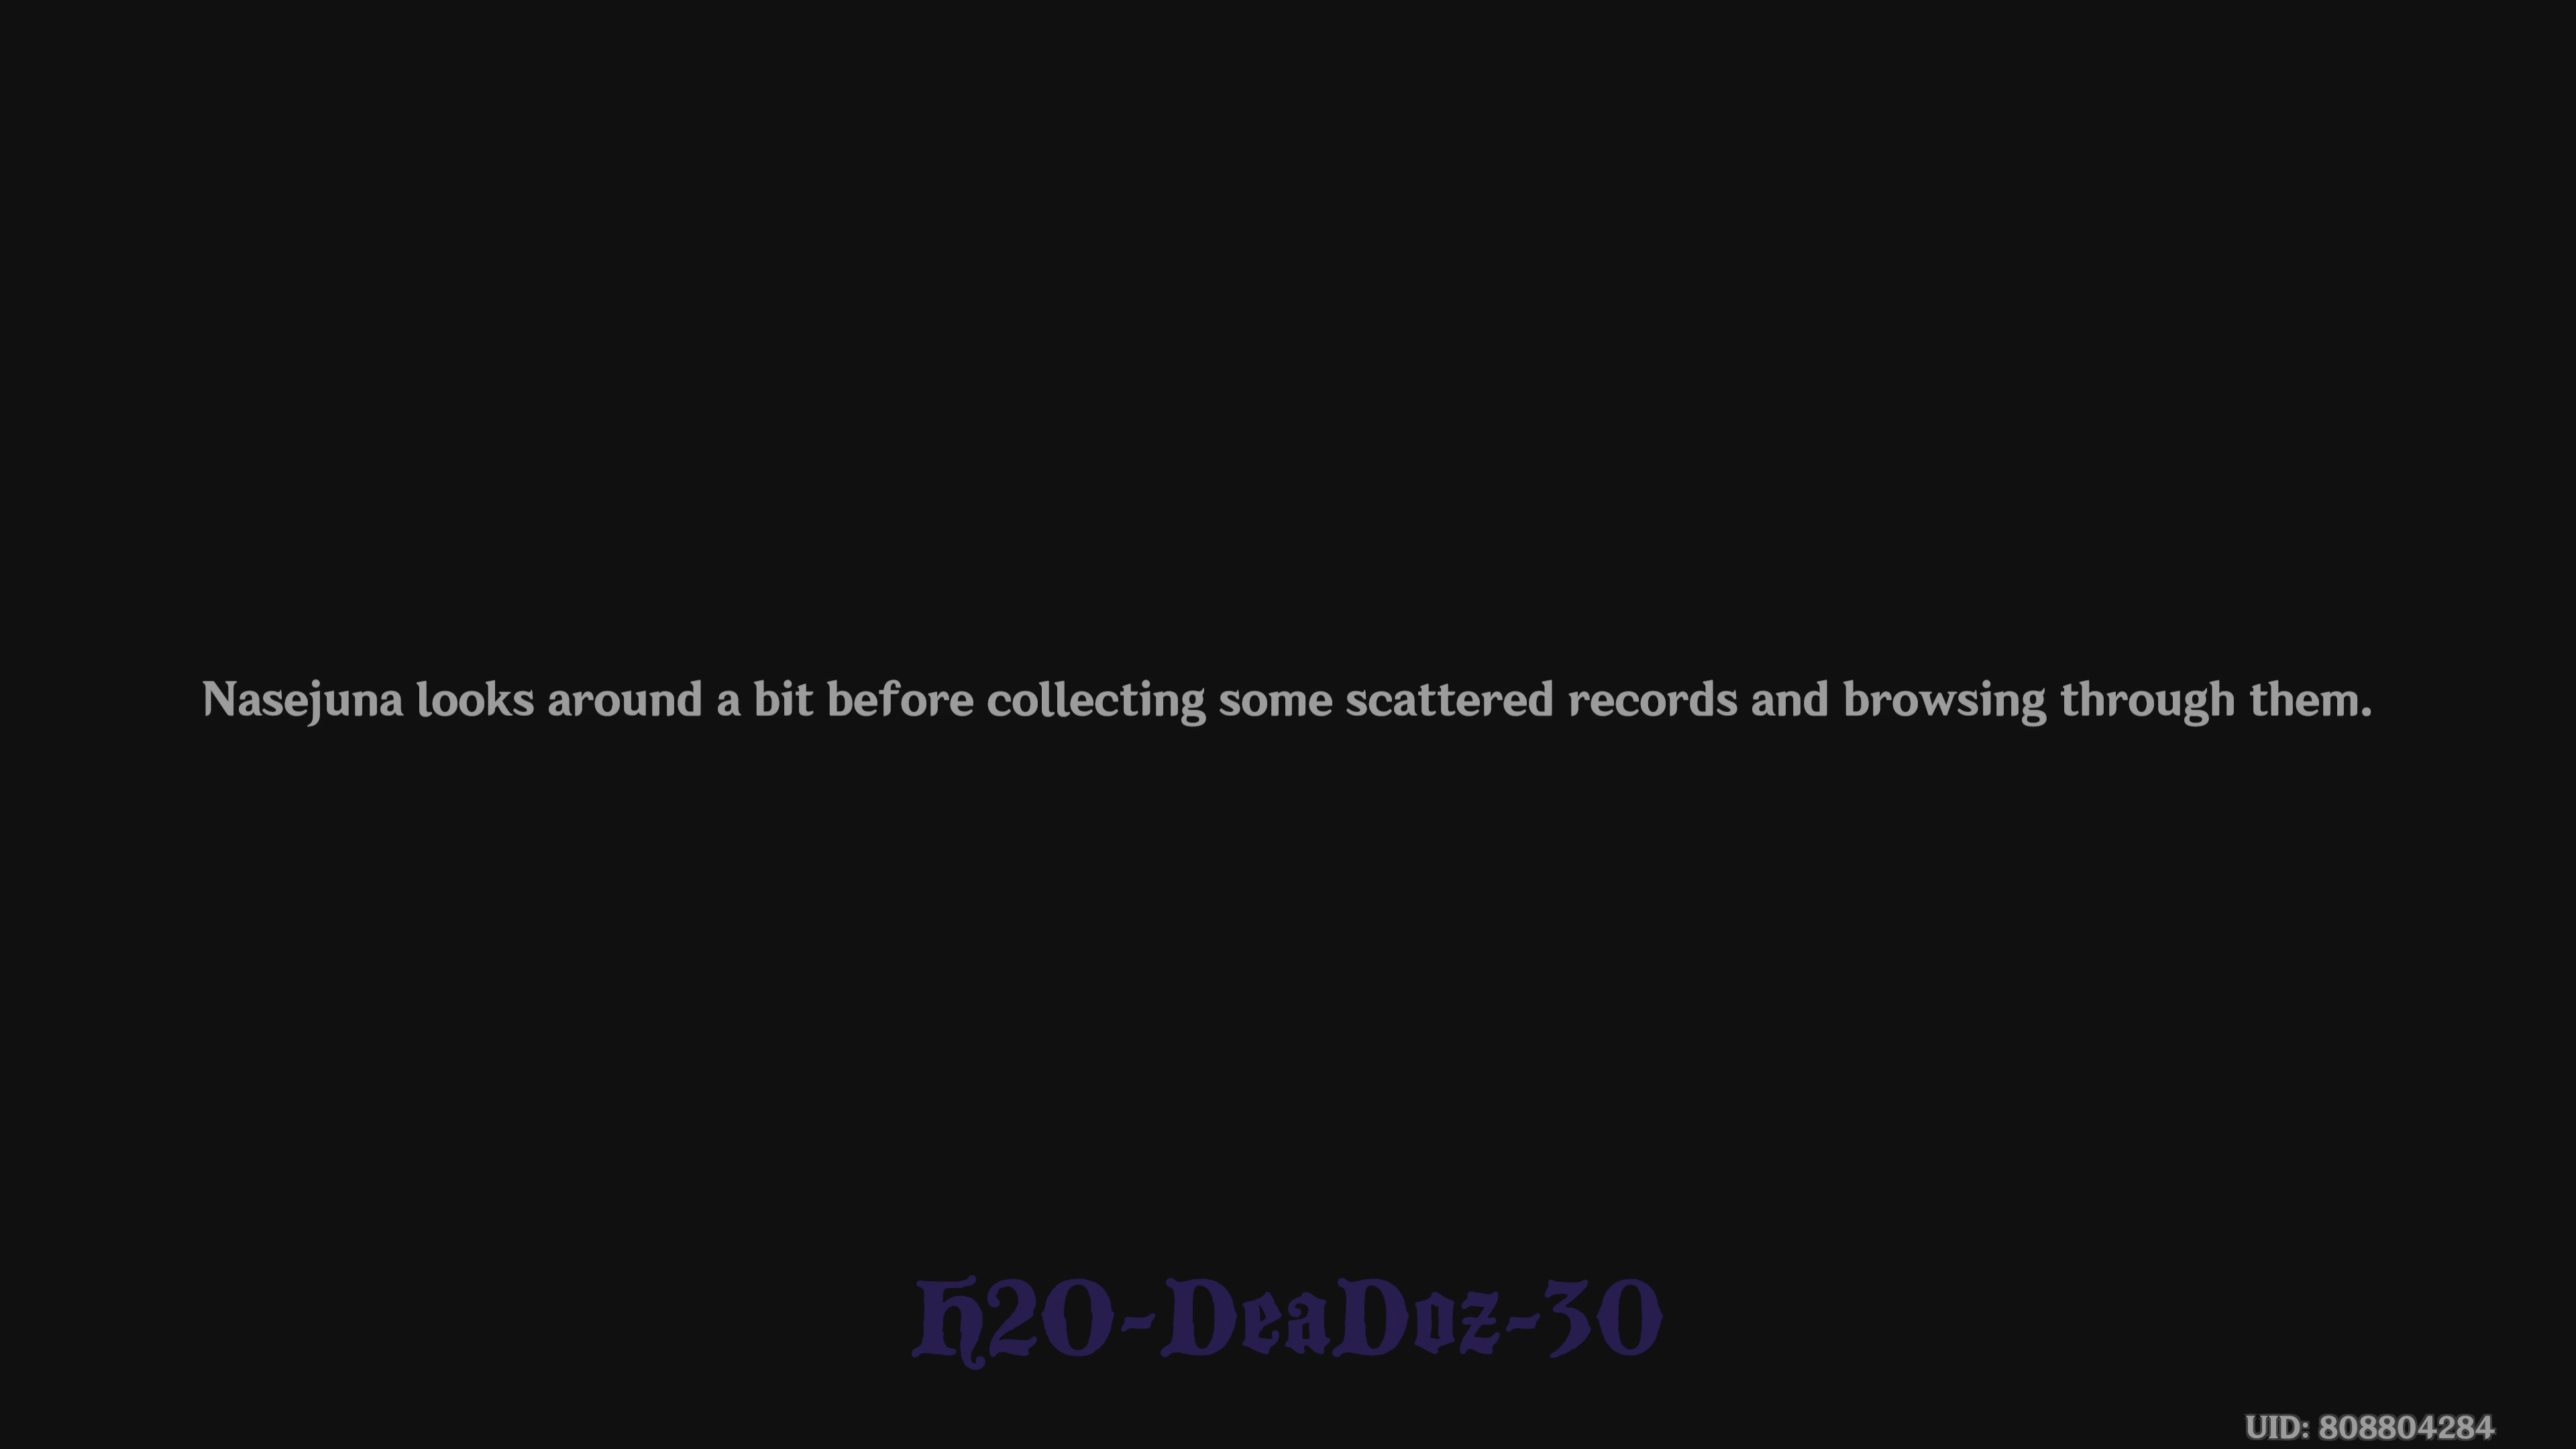 Nasejuna looks around a bit before collecting some scattered records and browsing through them.
H2O-DeaDoz-30
UID: 808804284